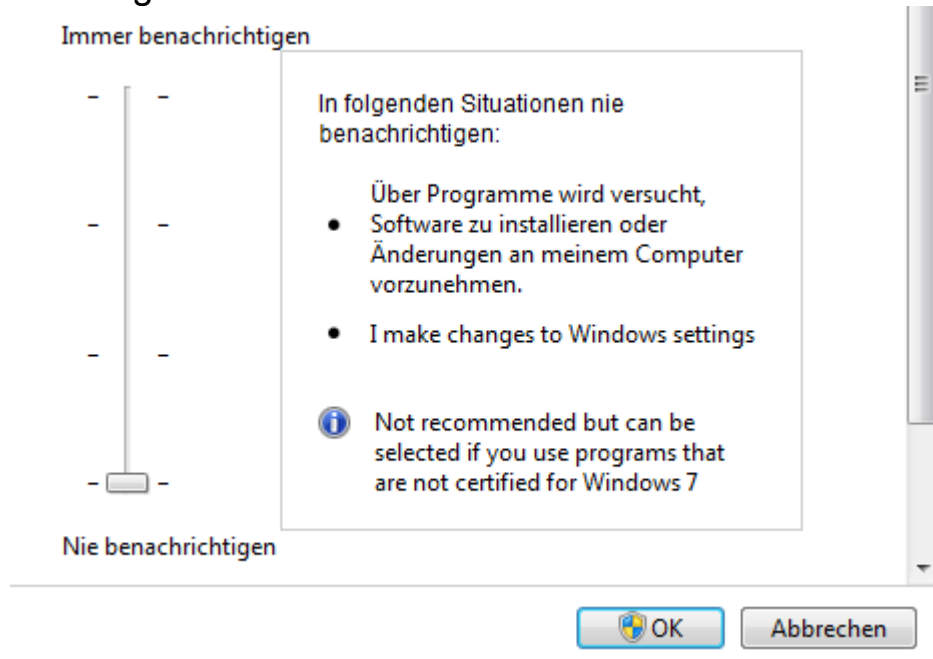 Immer benachrichtigen
In folgenden Situationen nie
benachrichtigen:
Über Programme wird versucht,
● Software zu installieren oder
Änderungen an meinem Computer
vorzunehmen.
● I make changes to Windows settings
Not recommended but can be
selected if you use programs that
are not certified for Windows 7
Nie benachrichtigen
OK Abbrechen